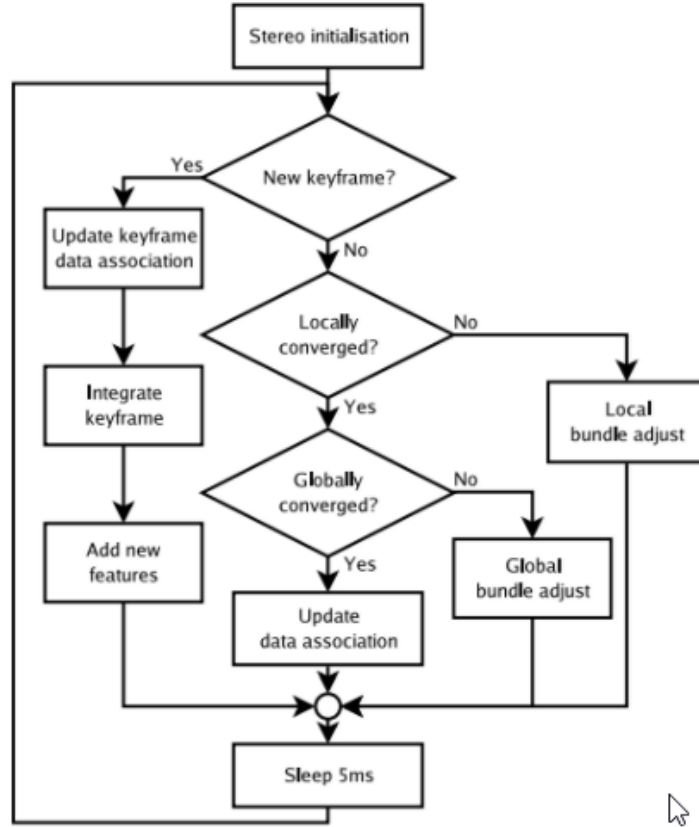 Stereo initialisation
New keyframe?
Yes
No
Update keyframe
data association
Locally
converged?
No
Yes
Integrate
keyframe
Local
bundle adjust
Globally
converged?
No
Yes
Add new
features
Global
bundle adjust
Update
data association
Sleep 5ms